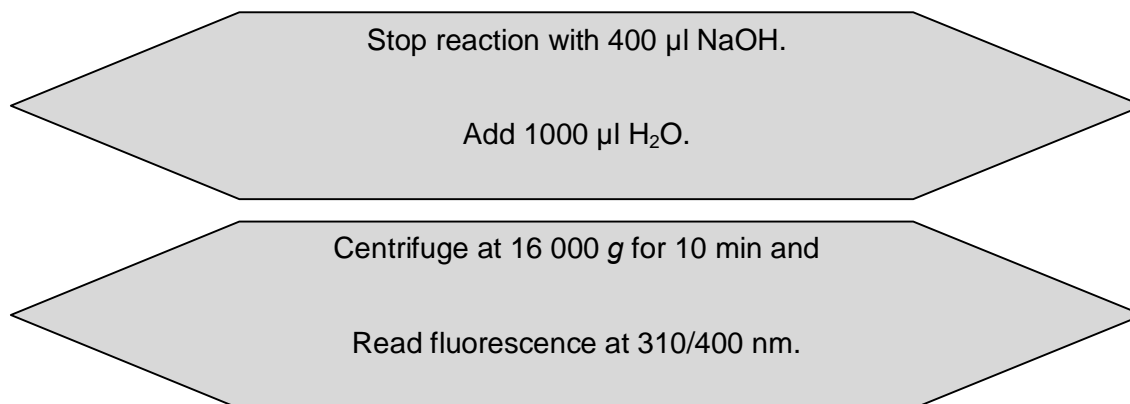 Stop reaction with 400 µl NaOH.
Add 1000 µl H₂O.
Centrifuge at 16 000 g for 10 min and
Read fluorescence at 310/400 nm.